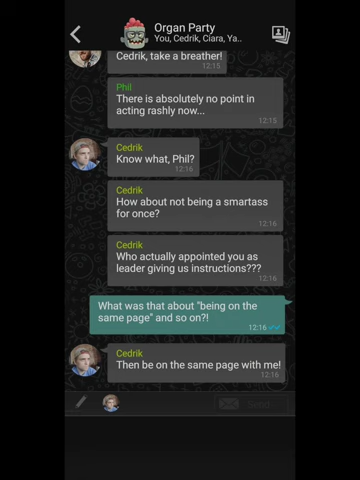 Organ Party
You, Cedrik, Ciara, Ya..
Cedrik, take a breather!
12:15
Phil
There is absolutely no point in
acting rashly now...
12:15
Cedrik
Know what, Phil?
12:16
Cedrik
How about not being a smartass
for once?
12:16
Cedrik
Who actually appointed you as
leader giving us instructions???
12:16
What was that about "being on the
same page" and so on?!
12:16
Cedrik
Then be on the same page with me!
12:16
Send